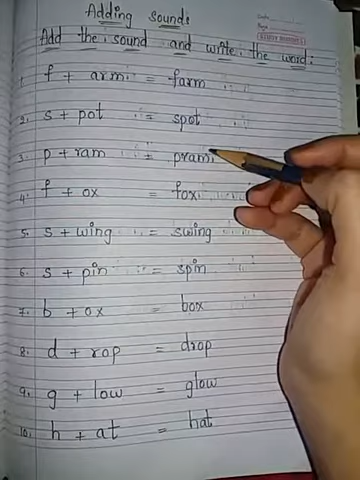 Adding sounds
Add the sound and write the word:
1. f + arm = farm
2. s + pot = spot
3. p + ram = pram
4. f + ox = fox
5. s + wing = swing
6. s + pin = spin
7. b + ox = box
8. d + rop = drop
9. g + low = glow
10. h + at = hat